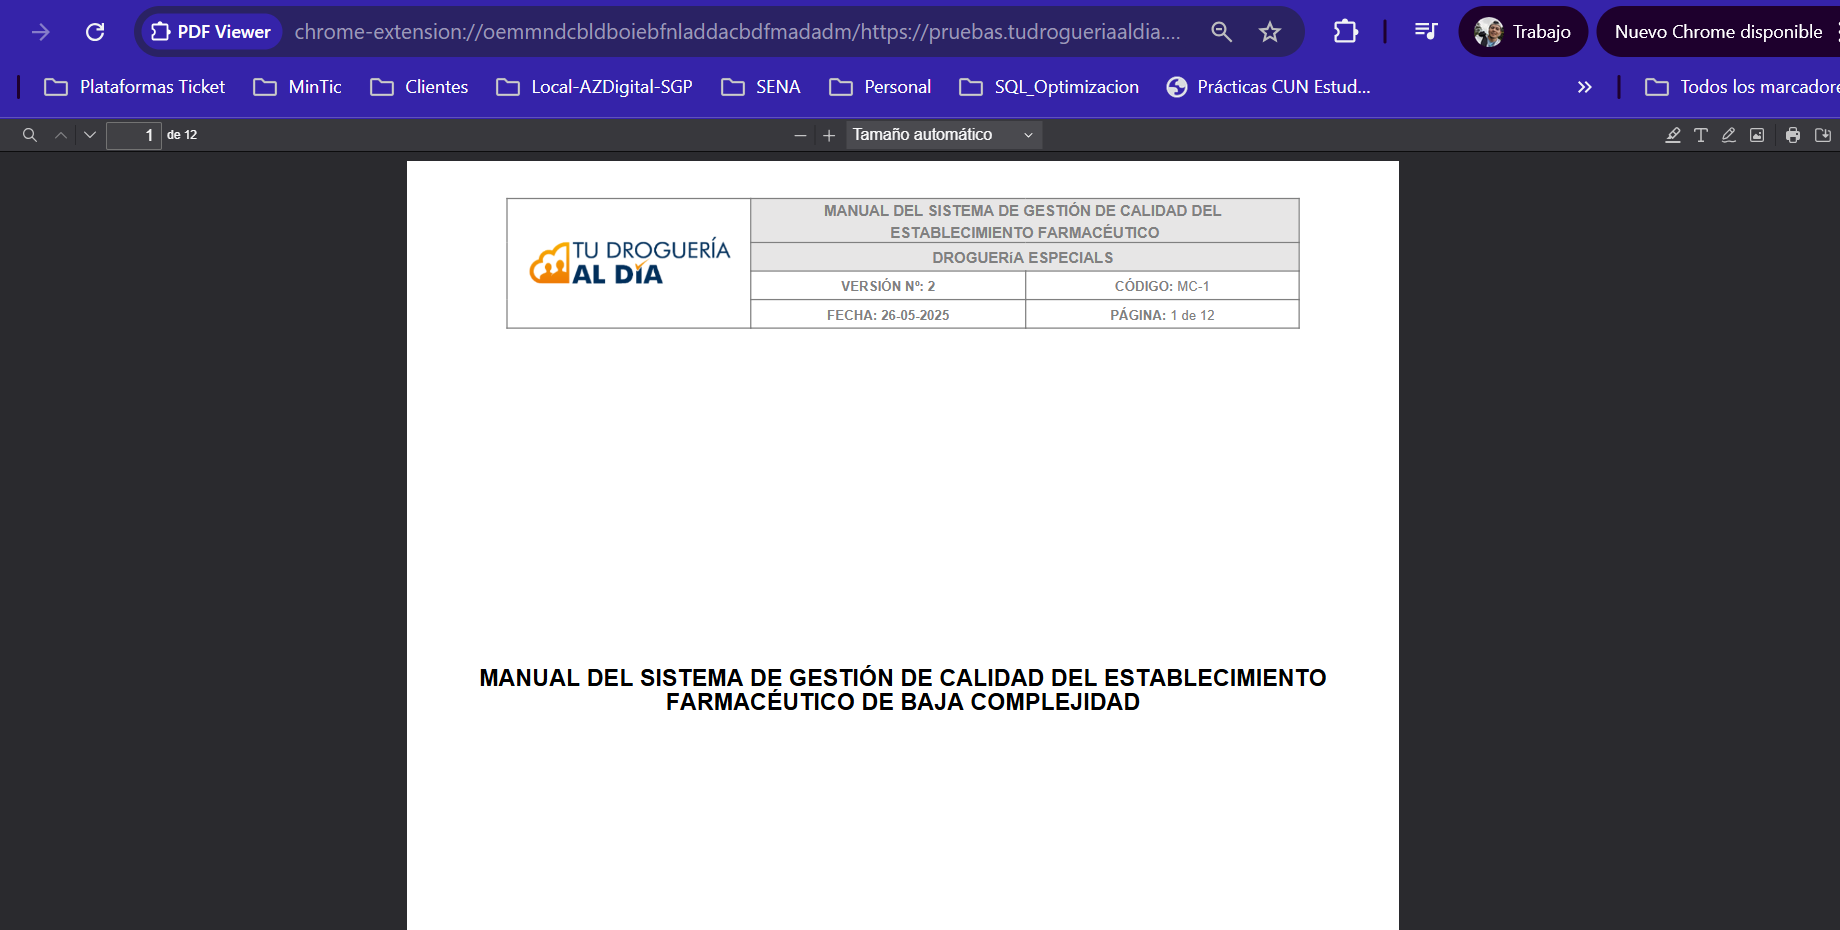 PDF Viewer
chrome-extension://oemmndcbldboiebfnladdacbdfmadadm/https://pruebas.tudrogueriaaldia....
Trabajo
Nuevo Chrome disponible
Plataformas Ticket
MinTic
Clientes
Local-AZDigital-SGP
SENA
Personal
SQL_Optimizacion
Prácticas CUN Estud...
Todos los marcadore
1 de 12
Tamaño automático
TU DROGUERÍA
AL DÍA
MANUAL DEL SISTEMA DE GESTIÓN DE CALIDAD DEL
ESTABLECIMIENTO FARMACÉUTICO
DROGUERíA ESPECIALS
VERSIÓN Nº: 2
CÓDIGO: MC-1
FECHA: 26-05-2025
PÁGINA: 1 de 12
MANUAL DEL SISTEMA DE GESTIÓN DE CALIDAD DEL ESTABLECIMIENTO
FARMACÉUTICO DE BAJA COMPLEJIDAD